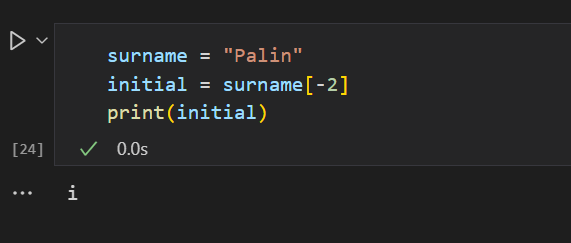 surname = "Palin"
initial = surname[-2]
print(initial)
[24] 0.0s
... i